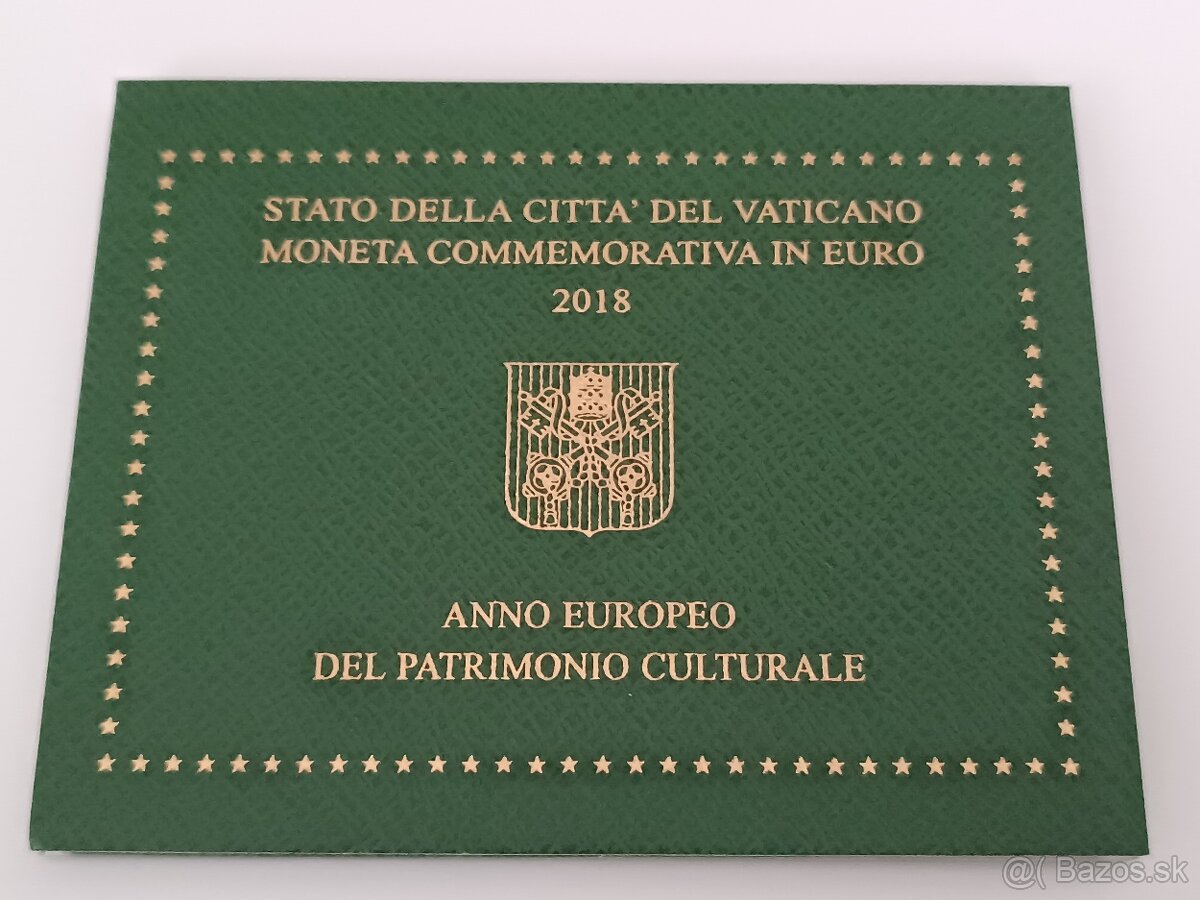 STATO DELLA CITTA' DEL VATICANO
MONETA COMMEMORATIVA IN EURO
2018
ANNO EUROPEO
DEL PATRIMONIO CULTURALE
@( Bazos.sk